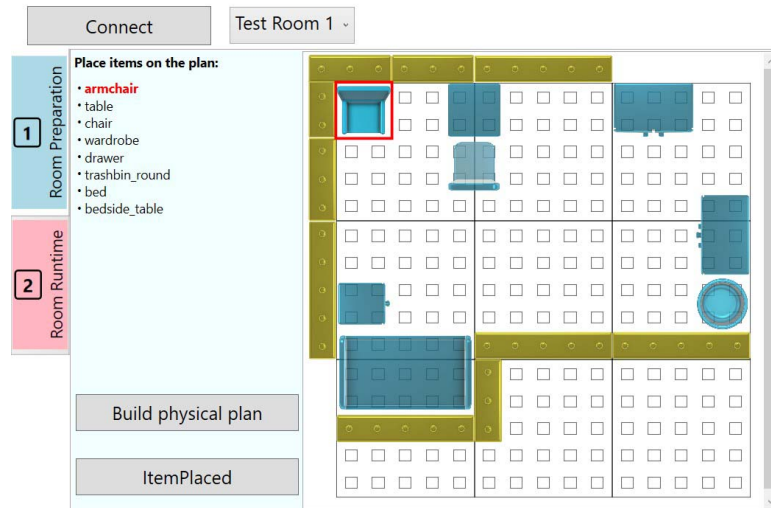 Connect
Test Room 1
Place items on the plan:
1
Room Preparation
• armchair
• table
• chair
• wardrobe
• drawer
• trashbin_round
• bed
• bedside_table
2
Room Runtime
Build physical plan
ItemPlaced